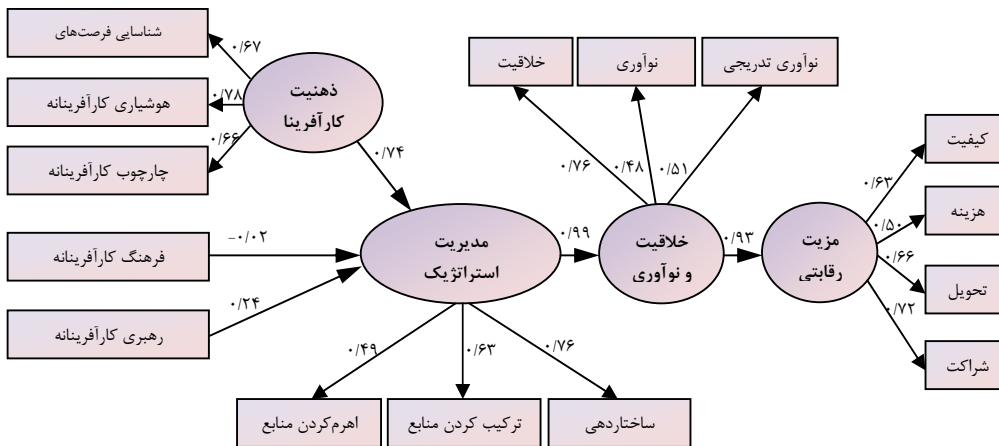 شناسایی فرصت‌های
هوشیاری کارآفرینانه
چارچوب کارآفرینانه
فرهنگ کارآفرینانه
رهبری کارآفرینانه
۰/۶۷
۰/۷۸
۰/۶۶
ذهنیت
کارآفرینا
۰/۷۴
-۰/۰۲
۰/۲۴
مدیریت
استراتژیک
۰/۴۹
۰/۶۳
۰/۷۶
اهرم‌کردن منابع
ترکیب کردن منابع
ساختاردهی
۰/۹۹
خلاقیت
نوآوری
نوآوری تدریجی
۰/۷۶
۰/۴۸
۰/۵۱
خلاقیت
و نوآوری
۰/۹۳
مزیت
رقابتی
۰/۶۳
۰/۵۰
۰/۶۶
۰/۷۲
کیفیت
هزینه
تحویل
شراکت